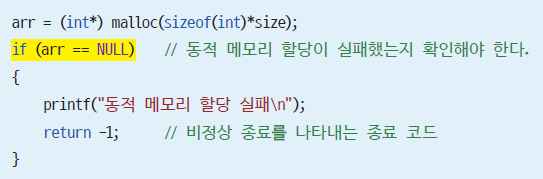 arr = (int*) malloc(sizeof(int)*size);
if (arr == NULL)   // 동적 메모리 할당이 실패했는지 확인해야 한다.
{
    printf("동적 메모리 할당 실패\n");
    return -1;     // 비정상 종료를 나타내는 종료 코드
}